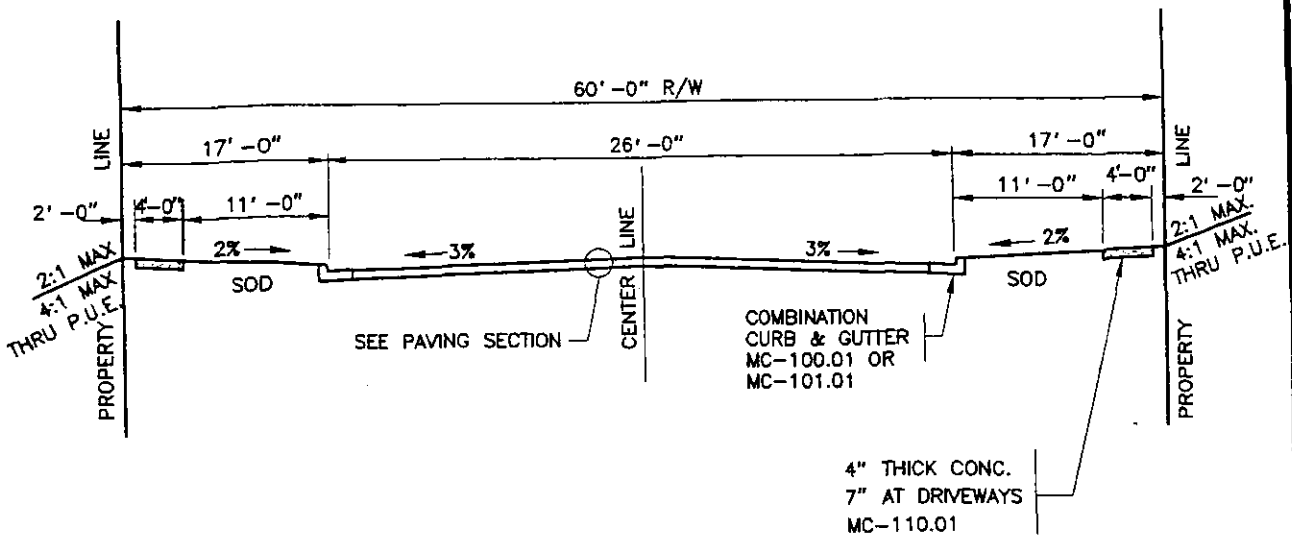 60'-0" R/W
17'-0"
26'-0"
17'-0"
2'-0"
4'-0"
11'-0"
11'-0"
4'-0"
2'-0"
PROPERTY LINE
2:1 MAX
4:1 MAX
THRU P.U.E.
2%
SOD
3%
CENTER LINE
3%
2%
SOD
2:1 MAX.
4:1 MAX.
THRU P.U.E.
PROPERTY LINE
SEE PAVING SECTION
COMBINATION
CURB & GUTTER
MC-100.01 OR
MC-101.01
4" THICK CONC.
7" AT DRIVEWAYS
MC-110.01